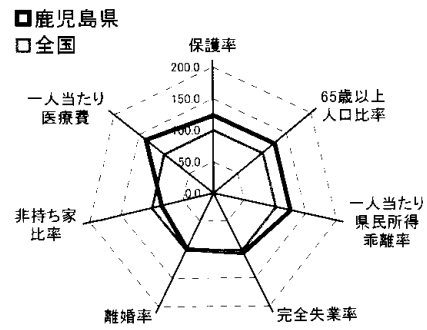 鹿児島県
全国
保護率
200.0
150.0
100.0
50.0
0.0
65歳以上
人口比率
一人当たり
県民所得
乖離率
完全失業率
離婚率
非持ち家
比率
一人当たり
医療費